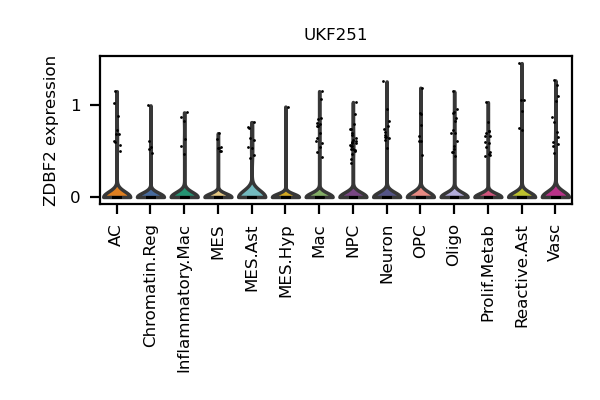 UKF251
ZDBF2 expression
1
0
AC
Chromatin.Reg
Inflammatory.Mac
MES
MES.Ast
MES.Hyp
Mac
NPC
Neuron
OPC
Oligo
Prolif.Metab
Reactive.Ast
Vasc